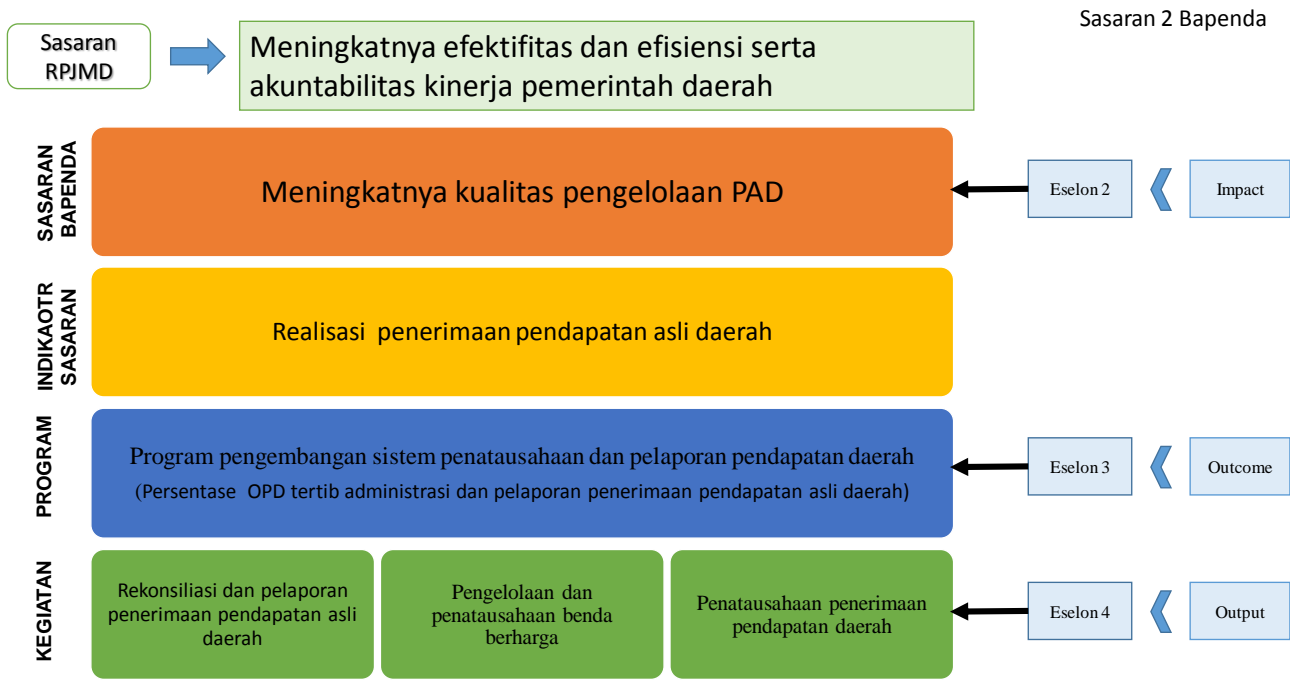 Sasaran 2 Bapenda
Sasaran
RPJMD
Meningkatnya efektifitas dan efisiensi serta
akuntabilitas kinerja pemerintah daerah
SASARAN
BAPENDA
Meningkatnya kualitas pengelolaan PAD
Eselon 2
Impact
INDIKAOTR
SASARAN
Realisasi penerimaan pendapatan asli daerah
PROGRAM
Program pengembangan sistem penatausahaan dan pelaporan pendapatan daerah
(Persentase OPD tertib administrasi dan pelaporan penerimaan pendapatan asli daerah)
Eselon 3
Outcome
KEGIATAN
Rekonsiliasi dan pelaporan
penerimaan pendapatan asli
daerah
Pengelolaan dan
penatausahaan benda
berharga
Penatausahaan penerimaan
pendapatan daerah
Eselon 4
Output